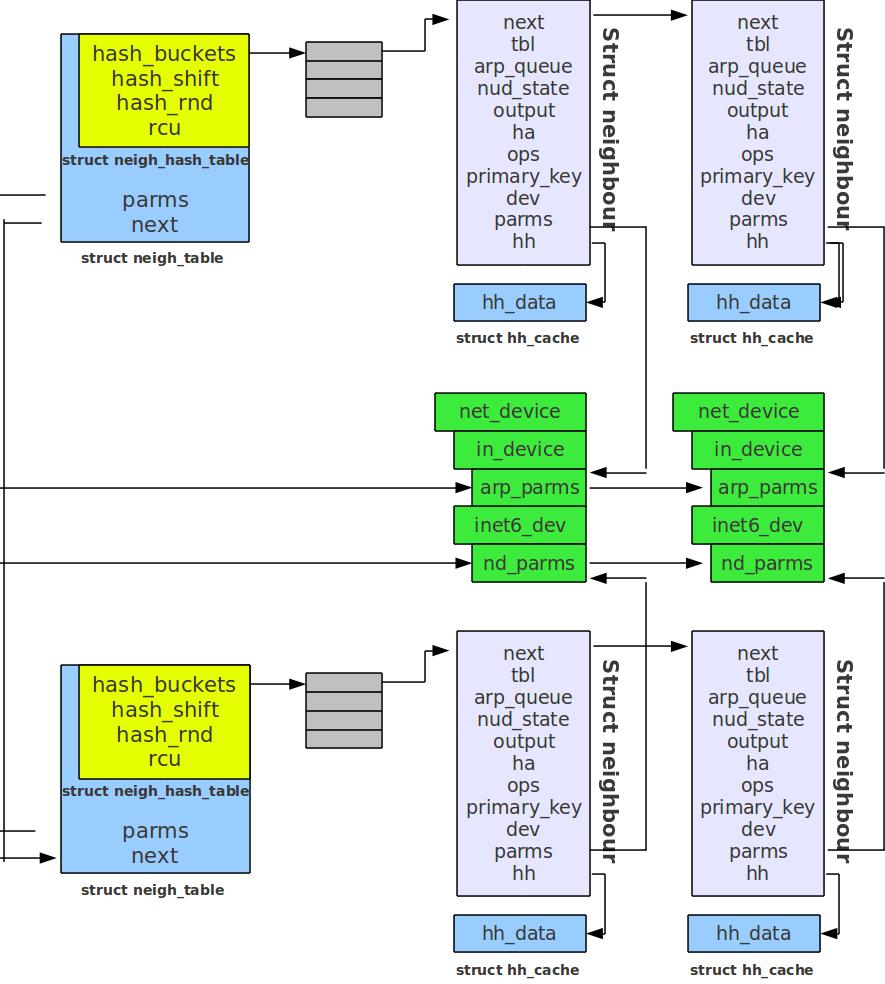 hash_buckets
hash_shift
hash_rnd
rcu
struct neigh_hash_table
parms
next
struct neigh_table
next
tbl
arp_queue
nud_state
output
ha
ops
primary_key
dev
parms
hh
Struct neighbour
hh_data
struct hh_cache
next
tbl
arp_queue
nud_state
output
ha
ops
primary_key
dev
parms
hh
Struct neighbour
hh_data
struct hh_cache
net_device
in_device
arp_parms
inet6_dev
nd_parms
net_device
in_device
arp_parms
inet6_dev
nd_parms
hash_buckets
hash_shift
hash_rnd
rcu
struct neigh_hash_table
parms
next
struct neigh_table
next
tbl
arp_queue
nud_state
output
ha
ops
primary_key
dev
parms
hh
Struct neighbour
hh_data
struct hh_cache
next
tbl
arp_queue
nud_state
output
ha
ops
primary_key
dev
parms
hh
Struct neighbour
hh_data
struct hh_cache